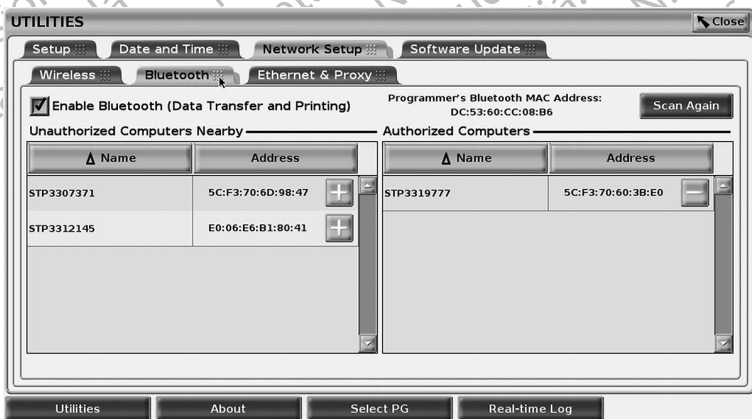 UTILITIES
Close
Setup Date and Time Network Setup Software Update
Wireless Bluetooth Ethernet & Proxy
Enable Bluetooth (Data Transfer and Printing)
Programmer's Bluetooth MAC Address:
DC:53:60:CC:08:B6
Scan Again
Unauthorized Computers Nearby
Name Address
STP3307371 5C:F3:70:6D:98:47
STP3312145 E0:06:E6:B1:80:41
Authorized Computers
Name Address
STP3319777 5C:F3:70:60:3B:E0
Utilities About Select PG Real-time Log